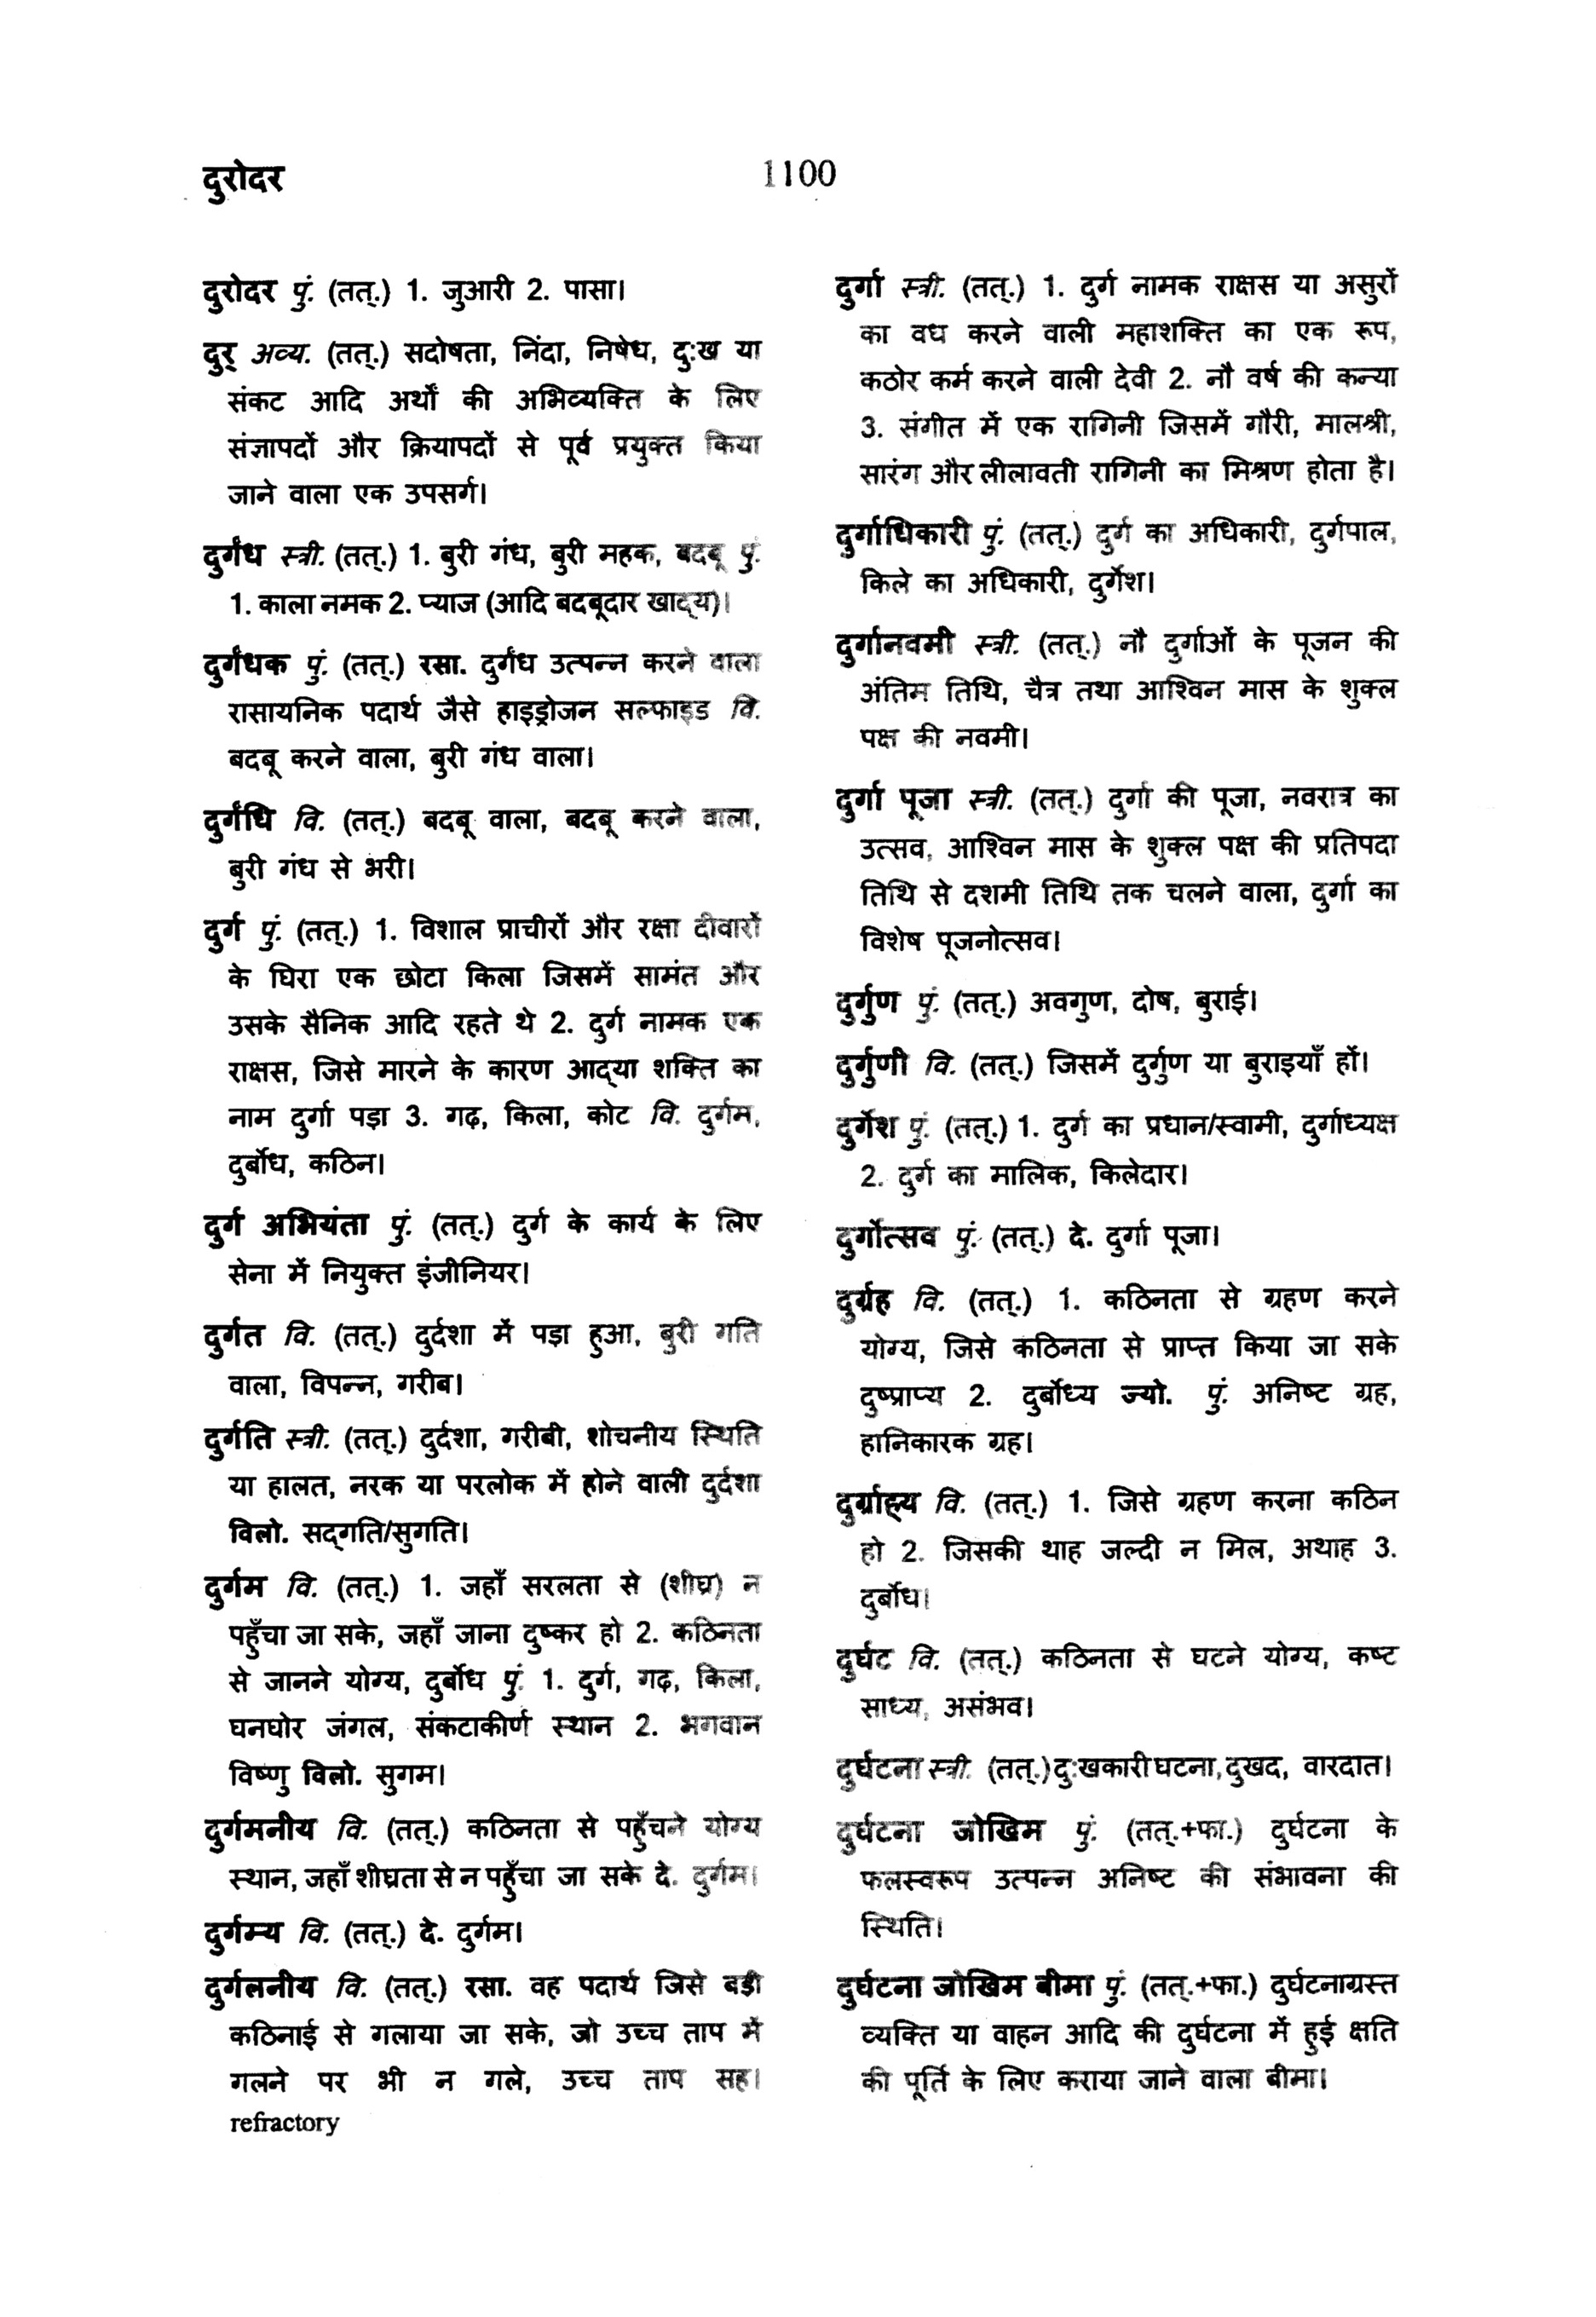 दुरोदर
1100
दुरोदर पुं. (तत्.) 1. जुआरी 2. पासा।
दुर् अव्य. (तत्.) सदोषता, निंदा, निषेध, दुःख या
संकट आदि अर्थों की अभिव्यक्ति के लिए
संज्ञापदों और क्रियापदों से पूर्व प्रयुक्त किया
जाने वाला एक उपसर्ग।
दुर्गंध स्त्री. (तत्.) 1. बुरी गंध, बुरी महक, बदबू पुं.
1. काला नमक 2. प्याज (आदि बदबूदार खाद्‌य)।
दुर्गंधक पुं. (तत्.) रसा. दुर्गंध उत्पन्न करने वाला
रासायनिक पदार्थ जैसे हाइड्रोजन सल्फाइड वि.
बदबू करने वाला, बुरी गंध वाला।
दुर्गंधि वि. (तत्.) बदबू वाला, बदबू करने वाला,
बुरी गंध से भरी।
दुर्ग पुं. (तत्.) 1. विशाल प्राचीरों और रक्षा दीवारों
के घिरा एक छोटा किला जिसमें सामंत और
उसके सैनिक आदि रहते थे 2. दुर्ग नामक एक
राक्षस, जिसे मारने के कारण आद्‌या शक्ति का
नाम दुर्गा पड़ा 3. गढ़, किला, कोट वि. दुर्गम,
दुर्बोध, कठिन।
दुर्ग अभियंता पुं. (तत्.) दुर्ग के कार्य के लिए
सेना में नियुक्त इंजीनियर।
दुर्गत वि. (तत्.) दुर्दशा में पड़ा हुआ, बुरी गति
वाला, विपन्न, गरीब।
दुर्गति स्त्री. (तत्.) दुर्दशा, गरीबी, शोचनीय स्थिति
या हालत, नरक या परलोक में होने वाली दुर्दशा
विलो. सद्‌गति/सुगति।
दुर्गम वि. (तत्.) 1. जहाँ सरलता से (शीघ्र) न
पहुँचा जा सके, जहाँ जाना दुष्कर हो 2. कठिनता
से जानने योग्य, दुर्बोध पुं. 1. दुर्ग, गढ़, किला,
घनघोर जंगल, संकटाकीर्ण स्थान 2. भगवान
विष्णु विलो. सुगम।
दुर्गमनीय वि. (तत्.) कठिनता से पहुँचने योग्य
स्थान, जहाँ शीघ्रता से न पहुँचा जा सके दे. दुर्गम।
दुर्गम्य वि. (तत्.) दे. दुर्गम।
दुर्गलनीय वि. (तत्.) रसा. वह पदार्थ जिसे बड़ी
कठिनाई से गलाया जा सके, जो उच्च ताप में
गलने पर भी न गले, उच्च ताप सह।
refractory
दुर्गा स्त्री. (तत्.) 1. दुर्ग नामक राक्षस या असुरों
का वध करने वाली महाशक्ति का एक रूप,
कठोर कर्म करने वाली देवी 2. नौ वर्ष की कन्या
3. संगीत में एक रागिनी जिसमें गौरी, मालश्री,
सारंग और लीलावती रागिनी का मिश्रण होता है।
दुर्गाधिकारी पुं. (तत्.) दुर्ग का अधिकारी, दुर्गपाल,
किले का अधिकारी, दुर्गेश।
दुर्गानवमी स्त्री. (तत्.) नौ दुर्गाओं के पूजन की
अंतिम तिथि, चैत्र तथा आश्विन मास के शुक्ल
पक्ष की नवमी।
दुर्गा पूजा स्त्री. (तत्.) दुर्गा की पूजा, नवरात्र का
उत्सव, आश्विन मास के शुक्ल पक्ष की प्रतिपदा
तिथि से दशमी तिथि तक चलने वाला, दुर्गा का
विशेष पूजनोत्सव।
दुर्गुण पुं. (तत्.) अवगुण, दोष, बुराई।
दुर्गुणी वि. (तत्.) जिसमें दुर्गुण या बुराइयाँ हों।
दुर्गेश पुं. (तत्.) 1. दुर्ग का प्रधान/स्वामी, दुर्गाध्यक्ष
2. दुर्ग का मालिक, किलेदार।
दुर्गोत्सव पुं. (तत्.) दे. दुर्गा पूजा।
दुर्ग्रह वि. (तत्.) 1. कठिनता से ग्रहण करने
योग्य, जिसे कठिनता से प्राप्त किया जा सके
दुष्प्राप्य 2. दुर्बोध्य ज्यो. पुं. अनिष्ट ग्रह,
हानिकारक ग्रह।
दुर्ग्राह्‌य वि. (तत्.) 1. जिसे ग्रहण करना कठिन
हो 2. जिसकी थाह जल्दी न मिल, अथाह 3.
दुर्बोध।
दुर्घट वि. (तत्.) कठिनता से घटने योग्य, कष्ट
साध्य, असंभव।
दुर्घटना स्त्री. (तत्.) दुःखकारी घटना, दुखद, वारदात।
दुर्घटना जोखिम पुं. (तत्.+फा.) दुर्घटना के
फलस्वरूप उत्पन्न अनिष्ट की संभावना की
स्थिति।
दुर्घटना जोखिम बीमा पुं. (तत्.+फा.) दुर्घटनाग्रस्त
व्यक्ति या वाहन आदि की दुर्घटना में हुई क्षति
की पूर्ति के लिए कराया जाने वाला बीमा।